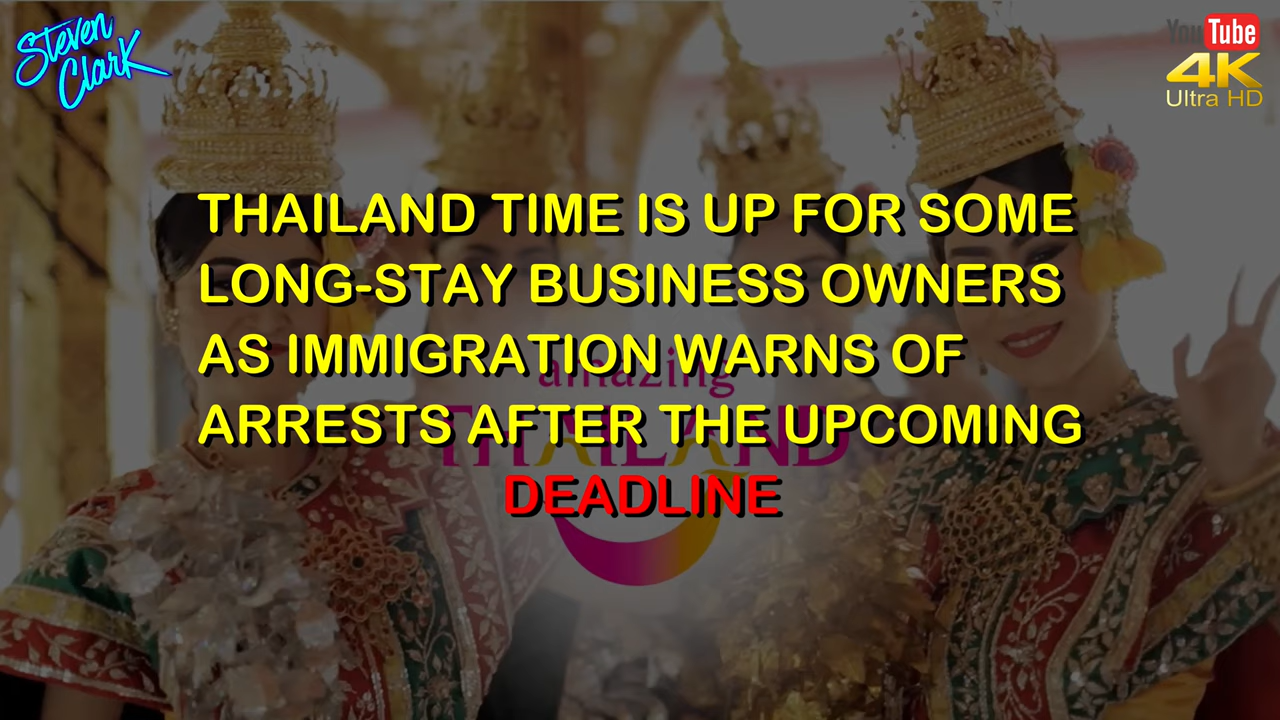 Steven
Clark
YouTube
4K
Ultra HD
THAILAND TIME IS UP FOR SOME
LONG-STAY BUSINESS OWNERS
AS IMMIGRATION WARNS OF
amazing
ARRESTS AFTER THE UPCOMING
THAILAND
DEADLINE